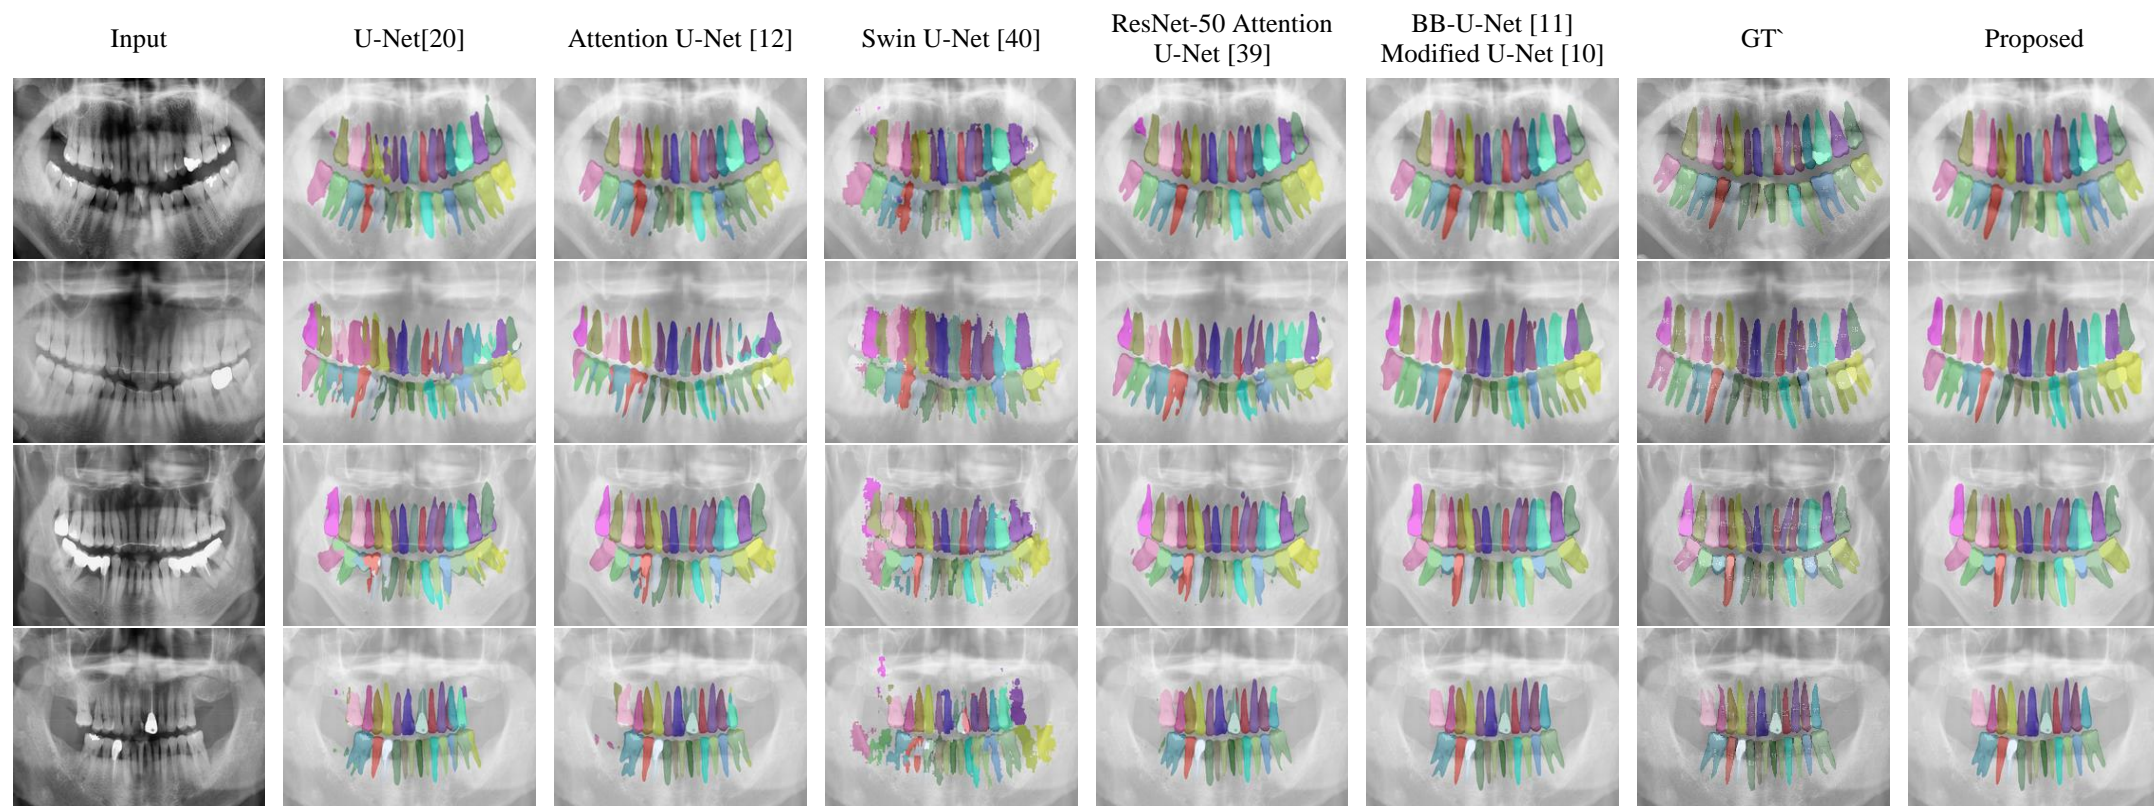 Input
U-Net[20]
Attention U-Net [12]
Swin U-Net [40]
ResNet-50 Attention
U-Net [39]
BB-U-Net [11]
Modified U-Net [10]
GT`
Proposed